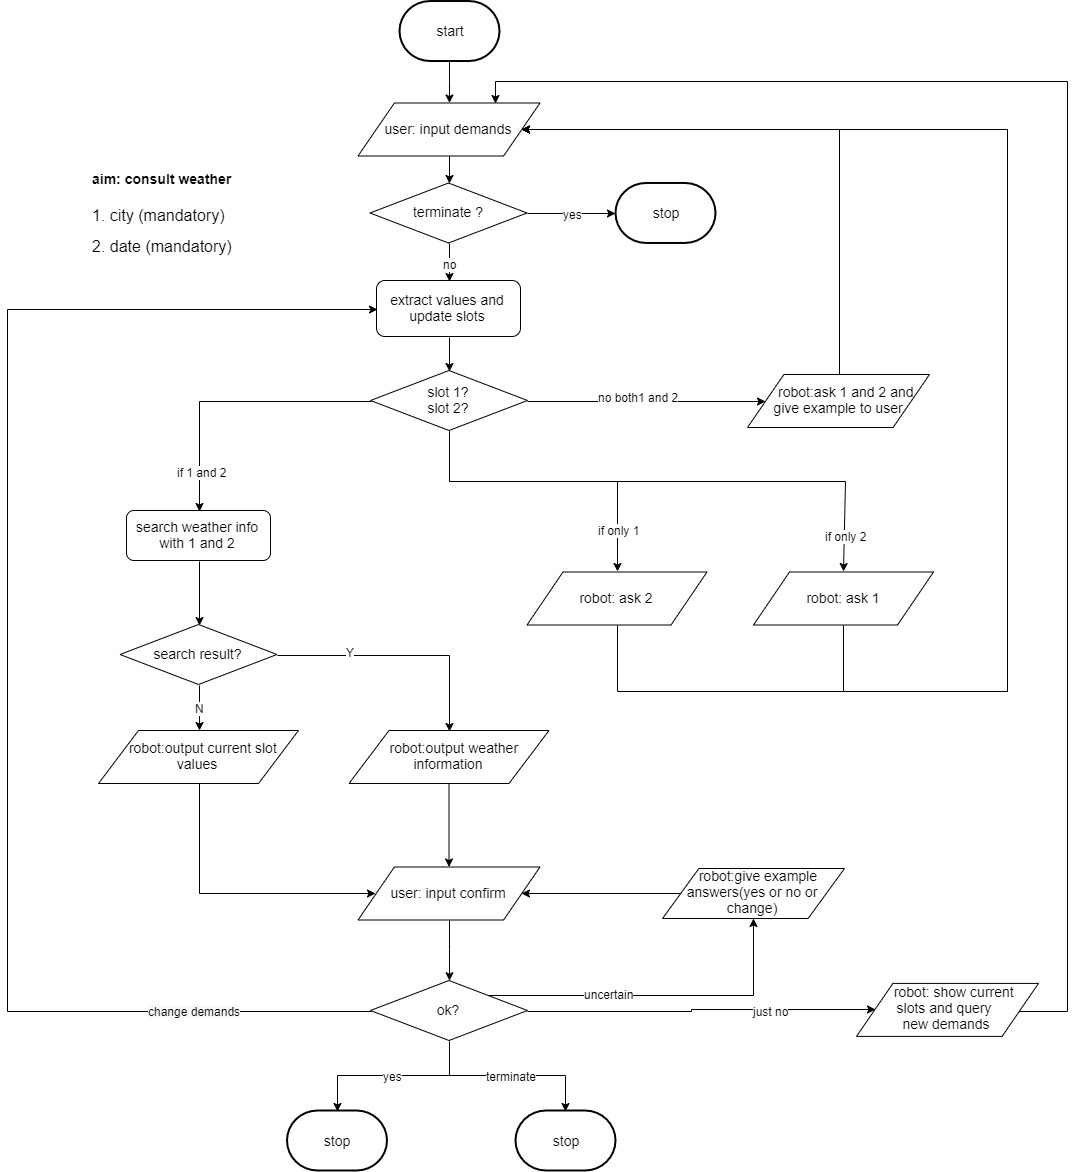 start
user: input demands
aim: consult weather
1. city (mandatory)
2. date (mandatory)
terminate ?
yes
stop
no
extract values and
update slots
slot 1?
slot 2?
no both1 and 2
robot:ask 1 and 2 and
give example to user
if 1 and 2
search weather info
with 1 and 2
if only 1
if only 2
robot: ask 2
robot: ask 1
search result?
Y
N
robot:output current slot
values
robot:output weather
information
user: input confirm
robot:give example
answers(yes or no or
change)
uncertain
change demands
ok?
just no
robot: show current
slots and query
new demands
yes
terminate
stop
stop